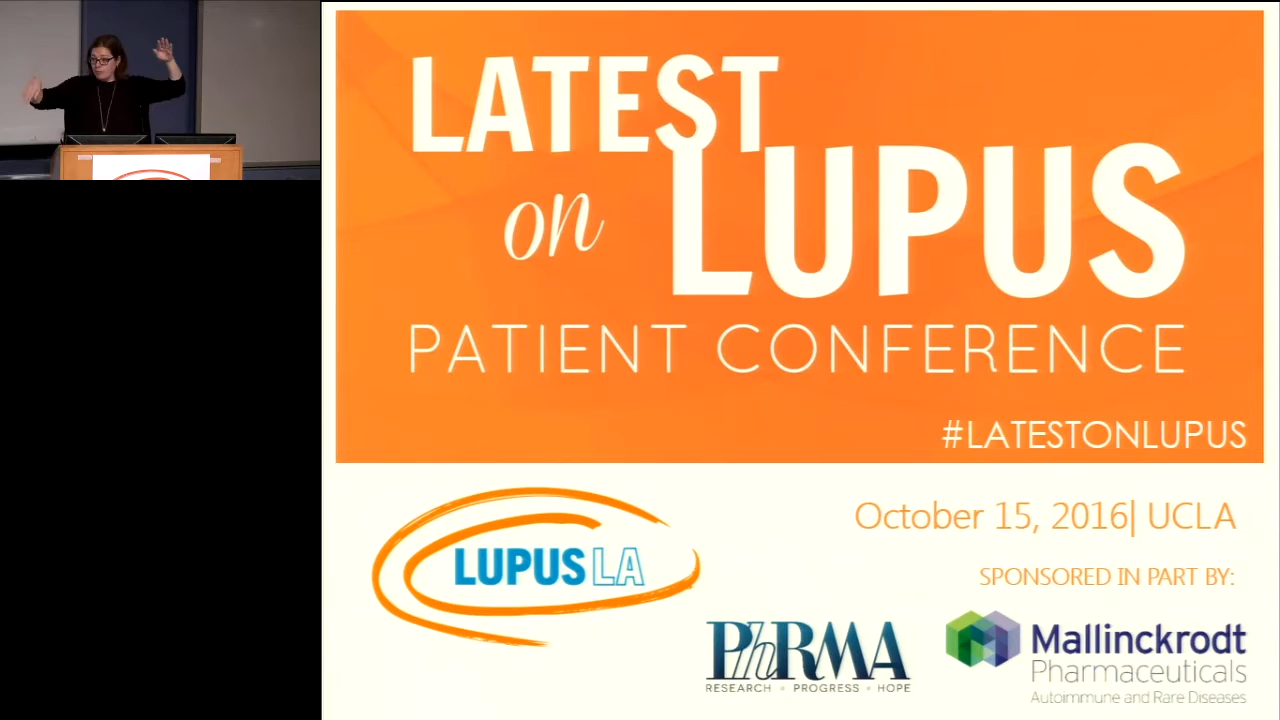 LATEST
on LUPUS
PATIENT CONFERENCE
#LATESTONLUPUS
LUPUS LA
October 15, 2016| UCLA
SPONSORED IN PART BY:
PhRMA
RESEARCH • PROGRESS • HOPE
Mallinckrodt
Pharmaceuticals
Autoimmune and Rare Diseases